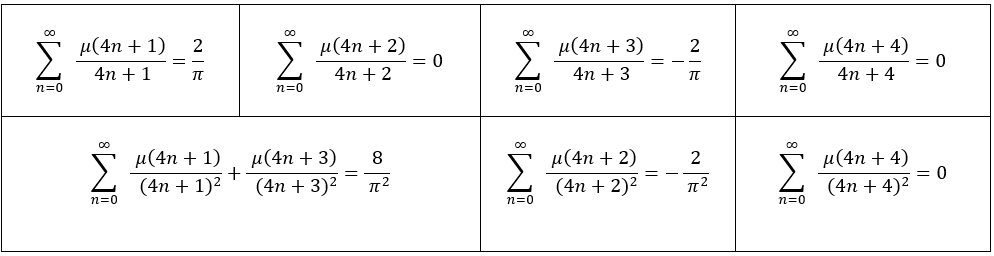 ∑_{n=0}^{∞} μ(4n + 1)/(4n + 1) = 2/π
∑_{n=0}^{∞} μ(4n + 2)/(4n + 2) = 0
∑_{n=0}^{∞} μ(4n + 3)/(4n + 3) = −2/π
∑_{n=0}^{∞} μ(4n + 4)/(4n + 4) = 0
∑_{n=0}^{∞} μ(4n + 1)/(4n + 1)² + μ(4n + 3)/(4n + 3)² = 8/π²
∑_{n=0}^{∞} μ(4n + 2)/(4n + 2)² = −2/π²
∑_{n=0}^{∞} μ(4n + 4)/(4n + 4)² = 0